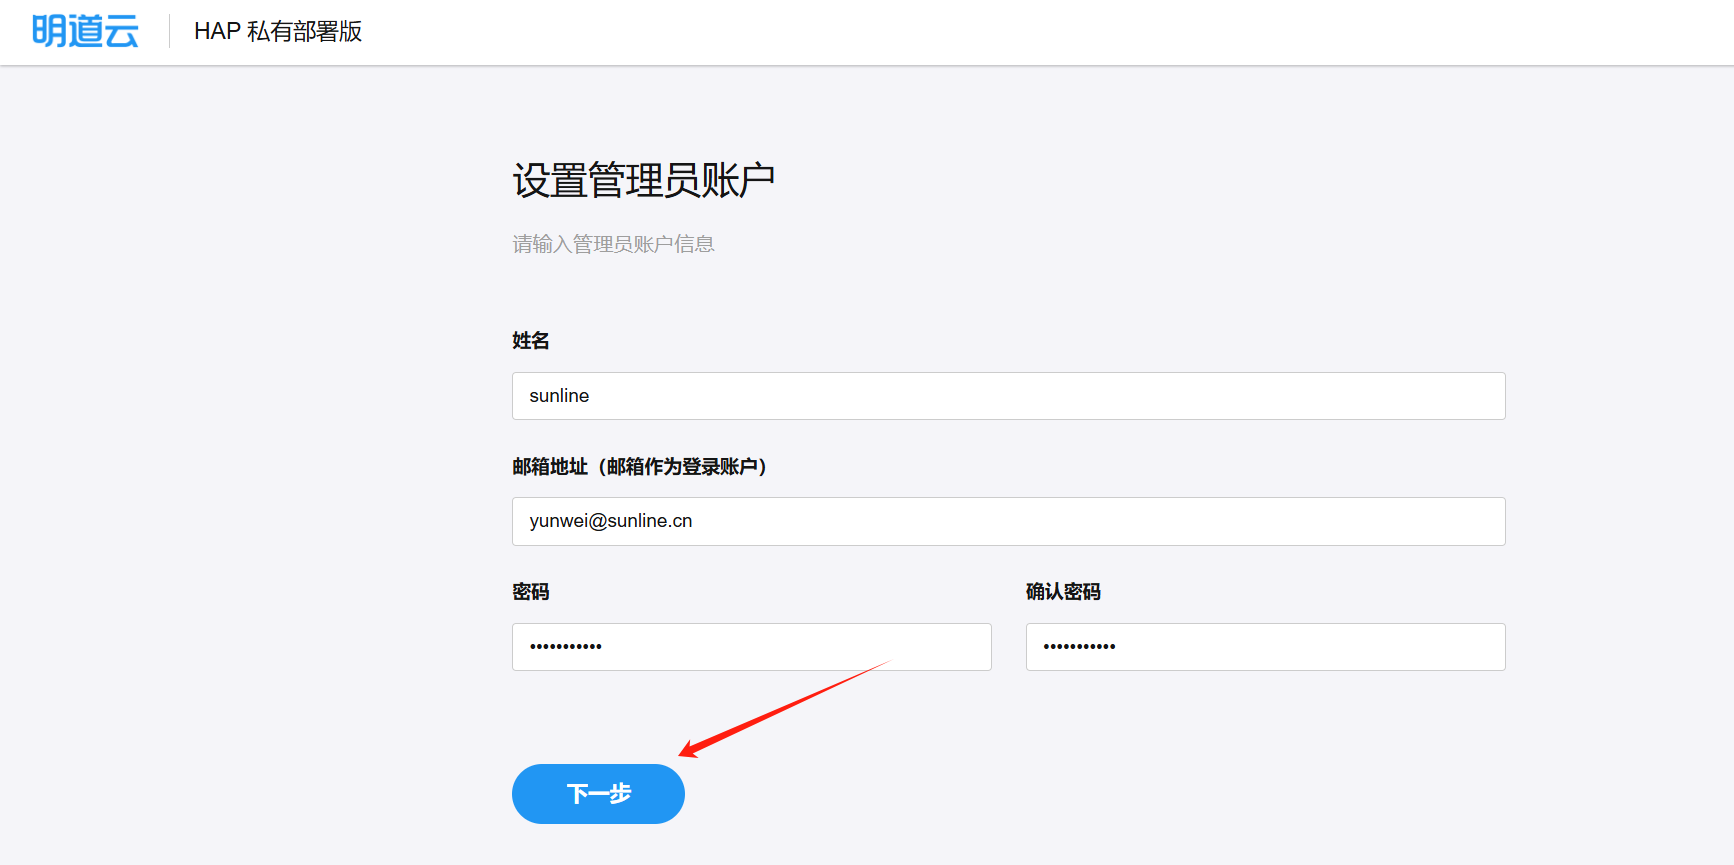 明道云 HAP 私有部署版
设置管理员账户
请输入管理员账户信息
姓名
sunline
邮箱地址（邮箱作为登录账户）
yunwei@sunline.cn
密码 确认密码
••••••••••• •••••••••••
下一步